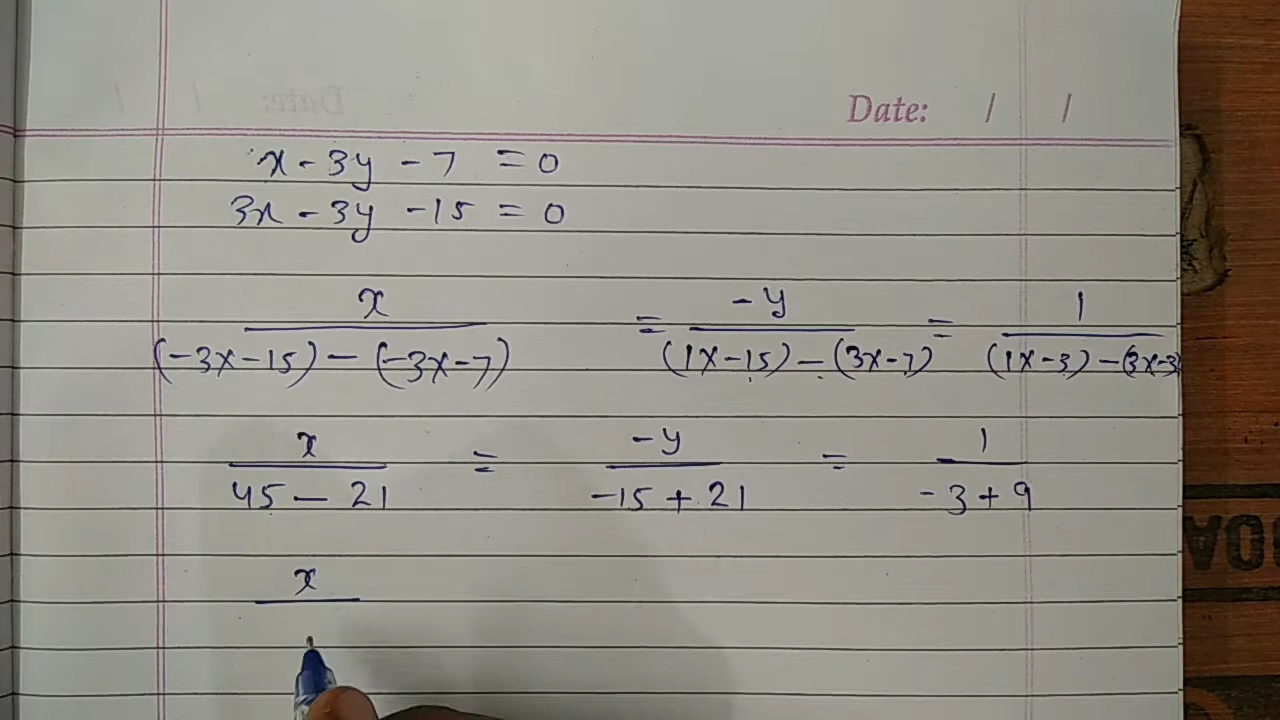 Date: / /
x - 3y - 7 = 0
3x - 3y - 15 = 0
x / (-3x-15) - (-3x-7) = -y / (1x-15) - (3x-7) = 1 / (1x-3) - (3x-3)
x / 45 - 21 = -y / -15 + 21 = 1 / -3 + 9
x